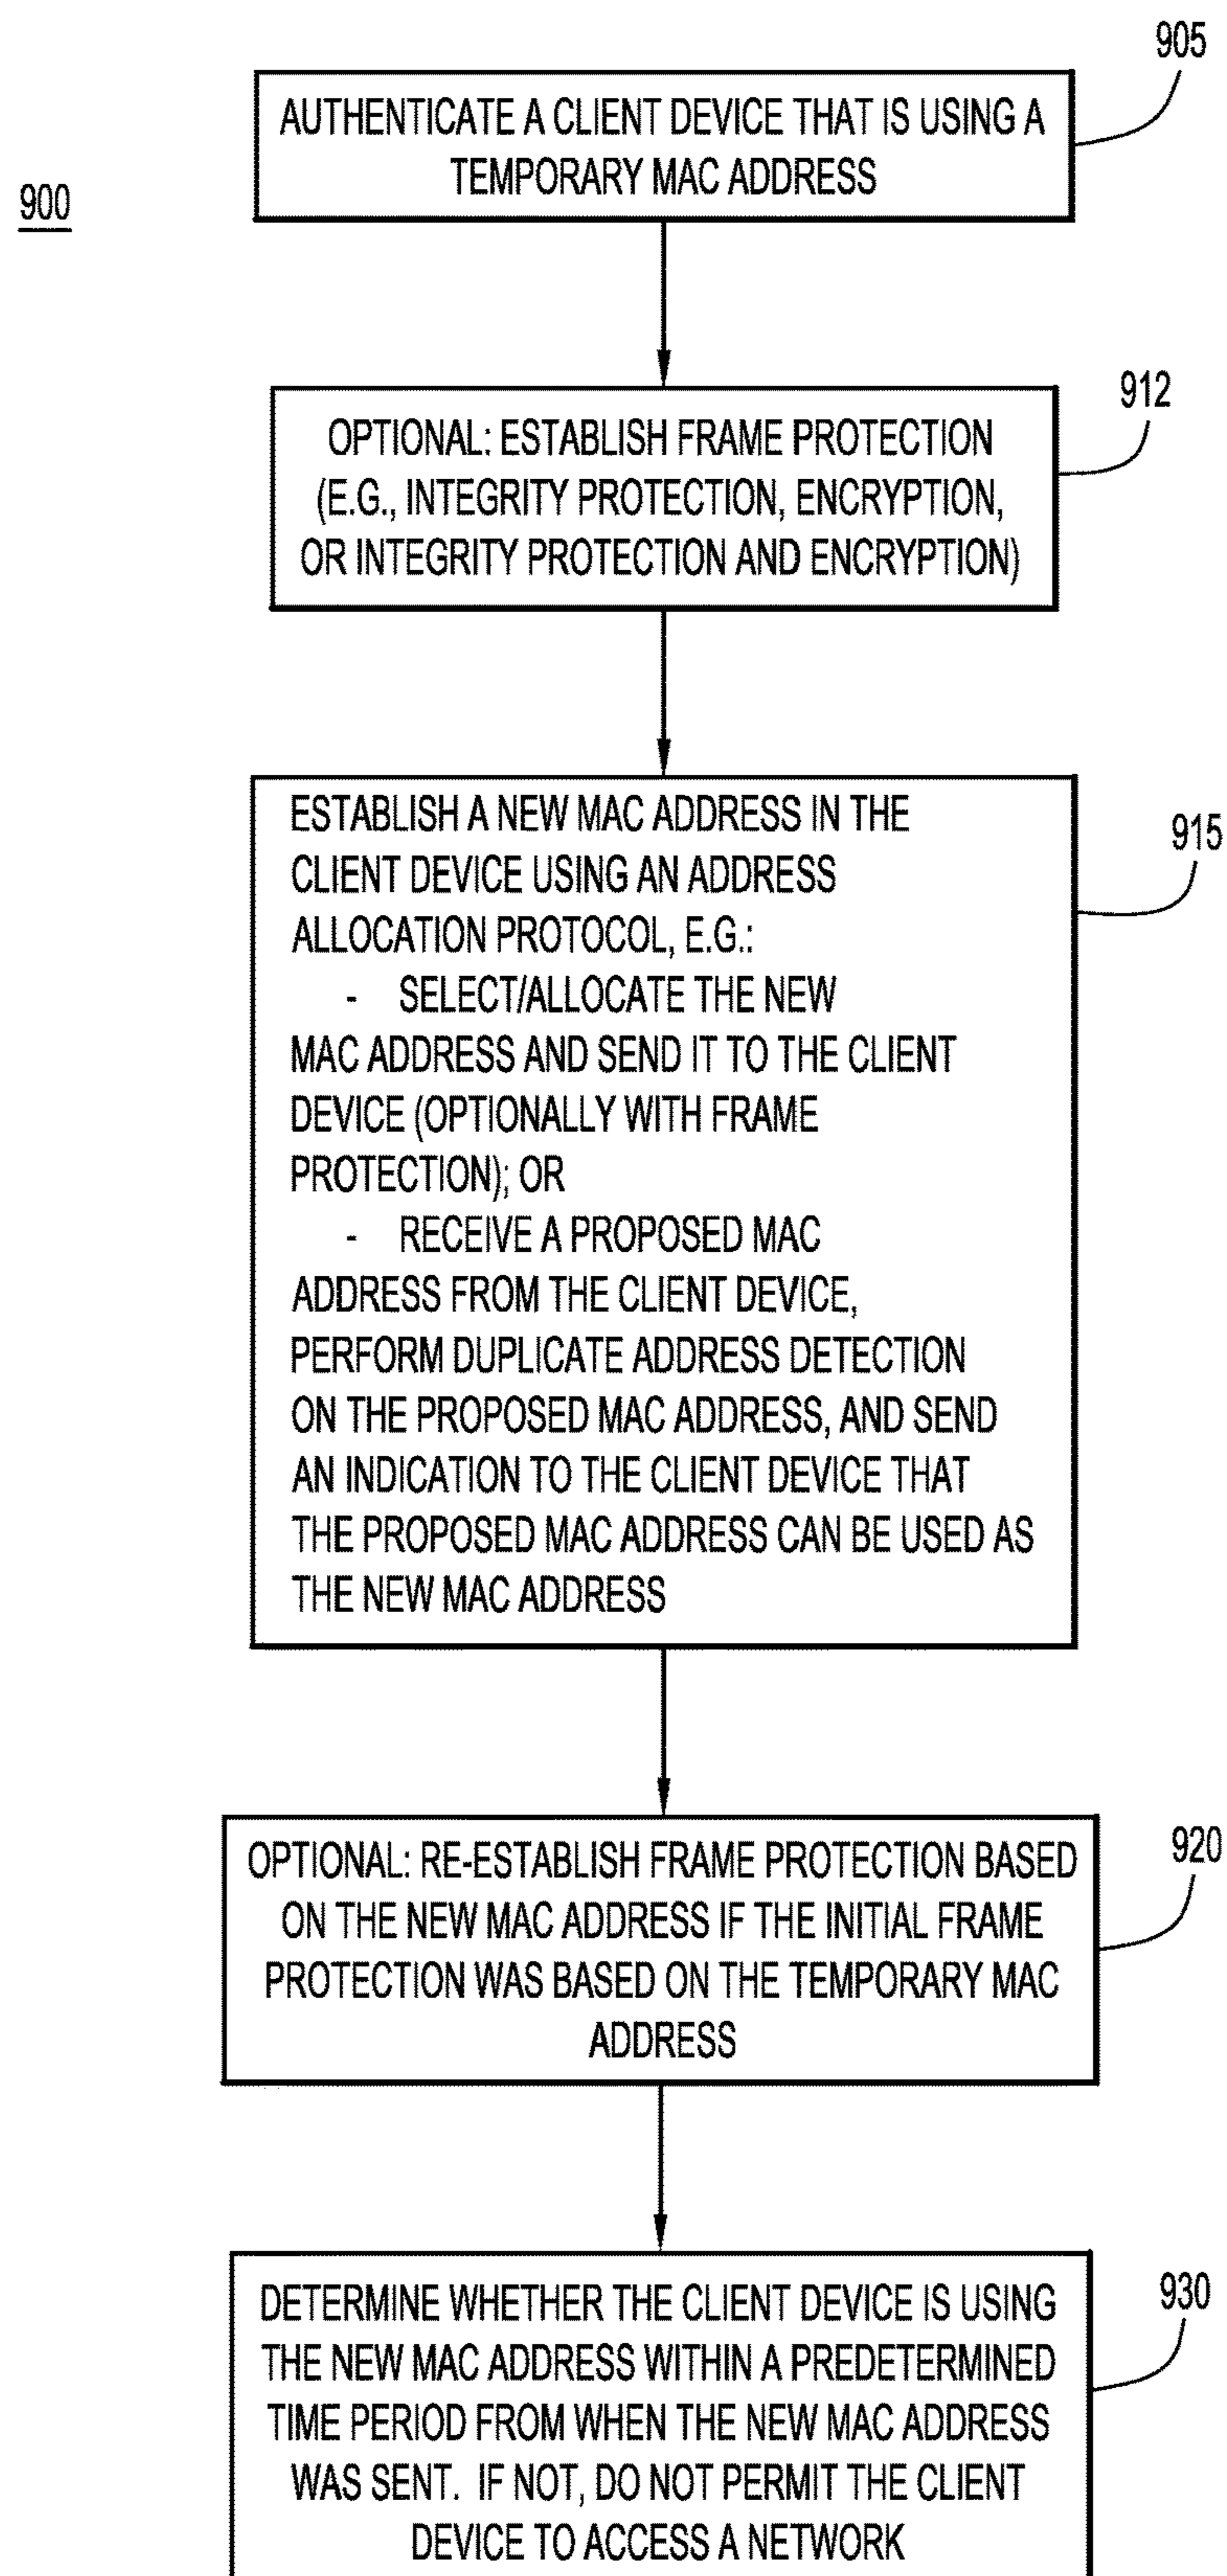 905
AUTHENTICATE A CLIENT DEVICE THAT IS USING A
TEMPORARY MAC ADDRESS
900
912
OPTIONAL: ESTABLISH FRAME PROTECTION
(E.G., INTEGRITY PROTECTION, ENCRYPTION,
OR INTEGRITY PROTECTION AND ENCRYPTION)
915
ESTABLISH A NEW MAC ADDRESS IN THE
CLIENT DEVICE USING AN ADDRESS
ALLOCATION PROTOCOL, E.G.:
- SELECT/ALLOCATE THE NEW
MAC ADDRESS AND SEND IT TO THE CLIENT
DEVICE (OPTIONALLY WITH FRAME
PROTECTION); OR
- RECEIVE A PROPOSED MAC
ADDRESS FROM THE CLIENT DEVICE,
PERFORM DUPLICATE ADDRESS DETECTION
ON THE PROPOSED MAC ADDRESS, AND SEND
AN INDICATION TO THE CLIENT DEVICE THAT
THE PROPOSED MAC ADDRESS CAN BE USED AS
THE NEW MAC ADDRESS
920
OPTIONAL: RE-ESTABLISH FRAME PROTECTION BASED
ON THE NEW MAC ADDRESS IF THE INITIAL FRAME
PROTECTION WAS BASED ON THE TEMPORARY MAC
ADDRESS
930
DETERMINE WHETHER THE CLIENT DEVICE IS USING
THE NEW MAC ADDRESS WITHIN A PREDETERMINED
TIME PERIOD FROM WHEN THE NEW MAC ADDRESS
WAS SENT. IF NOT, DO NOT PERMIT THE CLIENT
DEVICE TO ACCESS A NETWORK